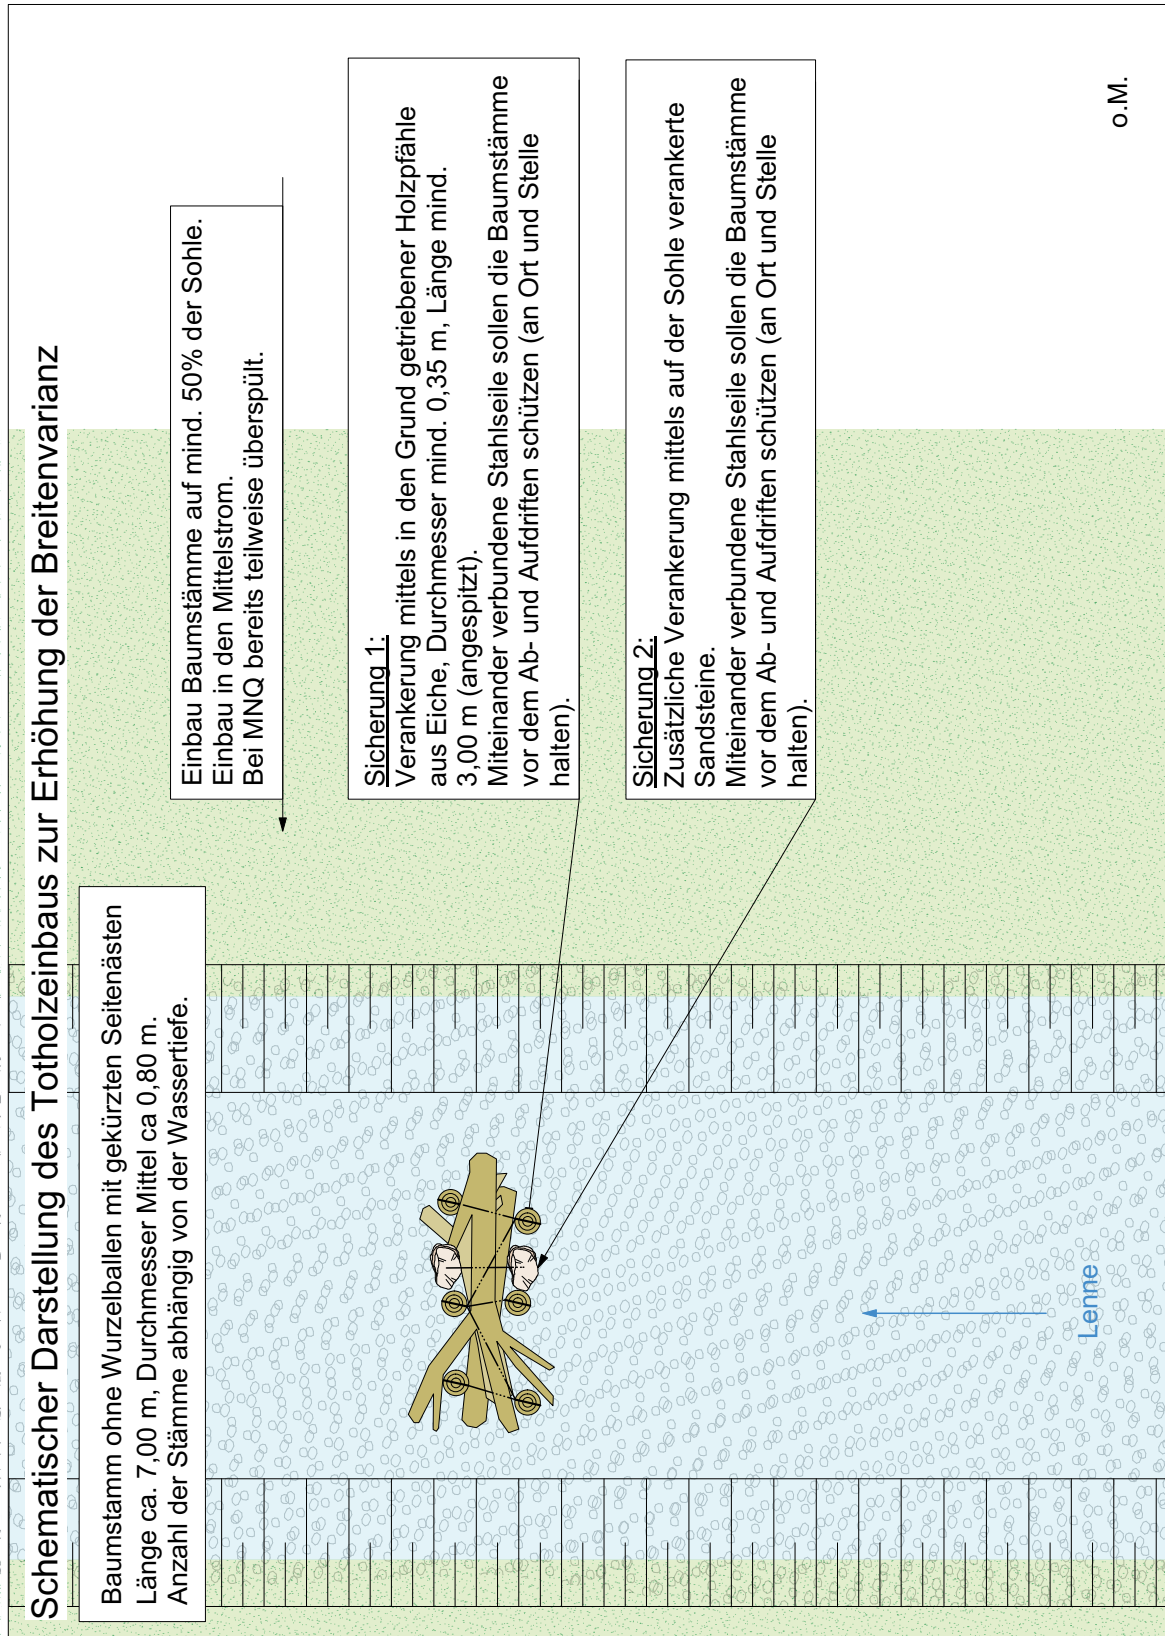 Schematischer Darstellung des Totholzeinbaus zur Erhöhung der Breitenvarianz
Baumstamm ohne Wurzelballen mit gekürzten Seitenästen
Länge ca. 7,00 m, Durchmesser Mittel ca 0,80 m.
Anzahl der Stämme abhängig von der Wassertiefe.
Einbau Baumstämme auf mind. 50% der Sohle.
Einbau in den Mittelstrom.
Bei MNQ bereits teilweise überspült.
Sicherung 1:
Verankerung mittels in den Grund getriebener Holzpfähle
aus Eiche, Durchmesser mind. 0,35 m, Länge mind.
3,00 m (angespitzt).
Miteinander verbundene Stahlseile sollen die Baumstämme
vor dem Ab- und Aufdriften schützen (an Ort und Stelle
halten).
Sicherung 2:
Zusätzliche Verankerung mittels auf der Sohle verankerte
Sandsteine.
Miteinander verbundene Stahlseile sollen die Baumstämme
vor dem Ab- und Aufdriften schützen (an Ort und Stelle
halten).
Lenne
o.M.